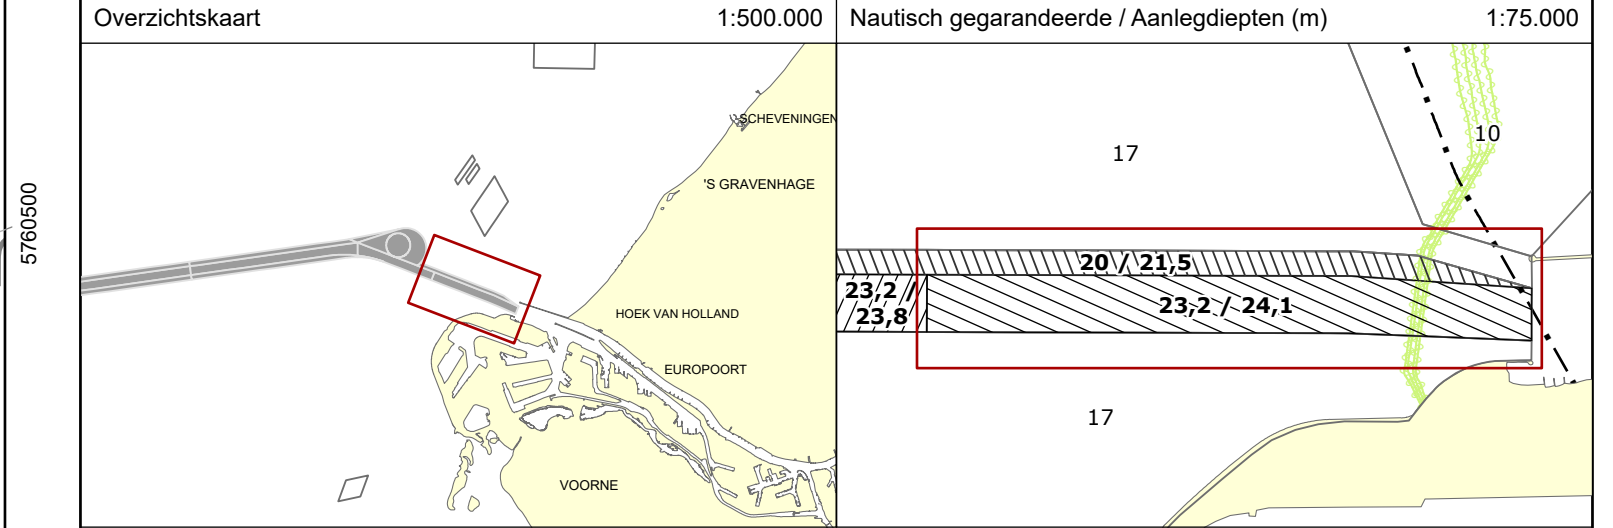 Overzichtskaart 1:500.000
Nautisch gegarandeerde / Aanlegdiepten (m) 1:75.000
5760500
SCHEVENINGEN
'S GRAVENHAGE
HOEK VAN HOLLAND
EUROPOORT
VOORNE
17
10
20 / 21,5
23,2 /
23,8
23,2 / 24,1
17